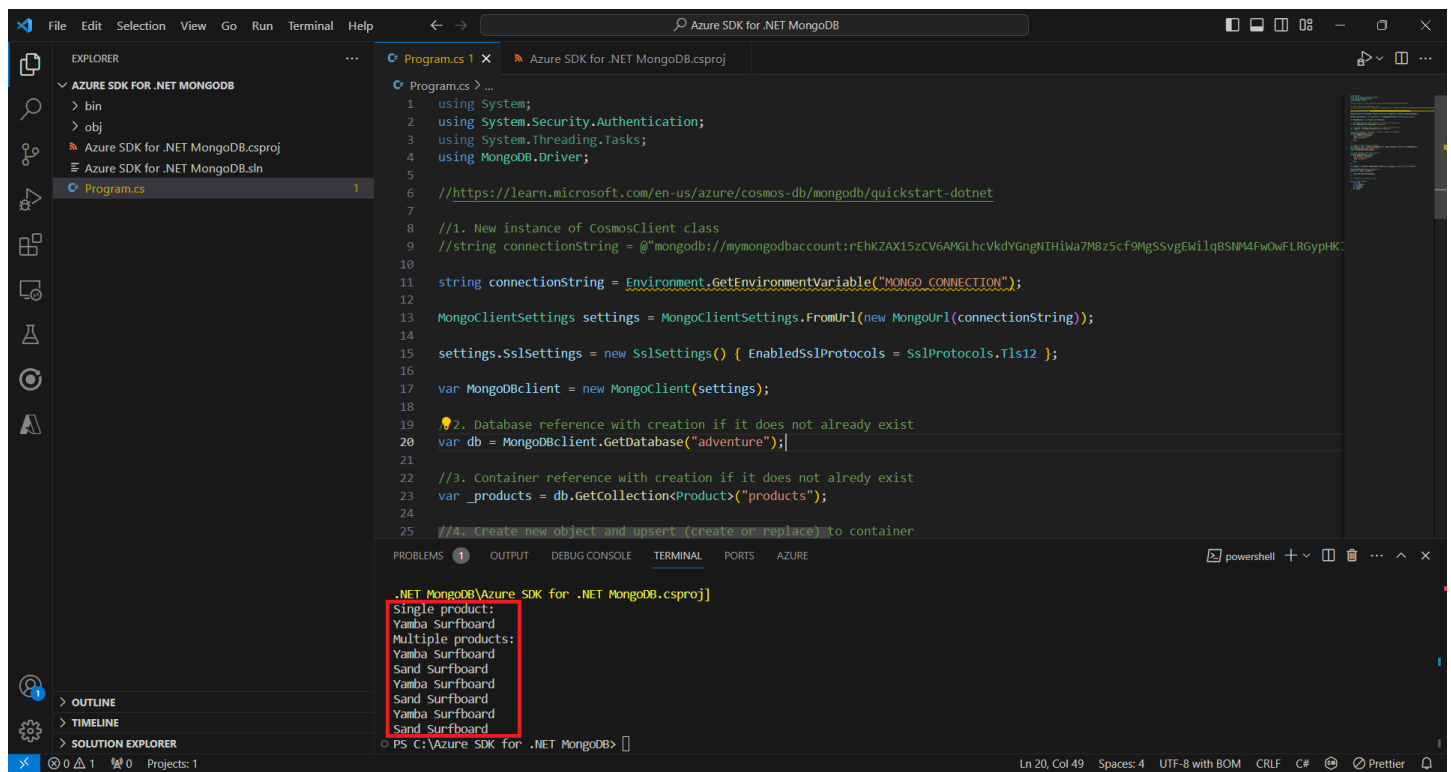 File Edit Selection View Go Run Terminal Help
Azure SDK for .NET MongoDB
EXPLORER
AZURE SDK FOR .NET MONGODB
bin
obj
Azure SDK for .NET MongoDB.csproj
Azure SDK for .NET MongoDB.sln
Program.cs 1
OUTLINE
TIMELINE
SOLUTION EXPLORER
Program.cs 1 Azure SDK for .NET MongoDB.csproj
Program.cs > ...
1 using System;
2 using System.Security.Authentication;
3 using System.Threading.Tasks;
4 using MongoDB.Driver;
5
6 //https://learn.microsoft.com/en-us/azure/cosmos-db/mongodb/quickstart-dotnet
7
8 //1. New instance of CosmosClient class
9 //string connectionString = @"mongodb://mymongodbaccount:rEhKZAX15zCV6AMGLhcVkdYGngNIHiWa7M8z5cf9MgSSvgEWilqBSNM4FwOwFLRGypHK
10
11 string connectionString = Environment.GetEnvironmentVariable("MONGO_CONNECTION");
12
13 MongoClientSettings settings = MongoClientSettings.FromUrl(new MongoUrl(connectionString));
14
15 settings.SslSettings = new SslSettings() { EnabledSslProtocols = SslProtocols.Tls12 };
16
17 var MongoDBclient = new MongoClient(settings);
18
19 2. Database reference with creation if it does not already exist
20 var db = MongoDBclient.GetDatabase("adventure");
21
22 //3. Container reference with creation if it does not alredy exist
23 var _products = db.GetCollection<Product>("products");
24
25 //4. Create new object and upsert (create or replace) to container
PROBLEMS 1 OUTPUT DEBUG CONSOLE TERMINAL PORTS AZURE
powershell
.NET MongoDB\Azure SDK for .NET MongoDB.csproj]
Single product:
Yamba Surfboard
Multiple products:
Yamba Surfboard
Sand Surfboard
Yamba Surfboard
Sand Surfboard
Yamba Surfboard
Sand Surfboard
PS C:\Azure SDK for .NET MongoDB>
1
0 1 0 Projects: 1
Ln 20, Col 49 Spaces: 4 UTF-8 with BOM CRLF C# Prettier